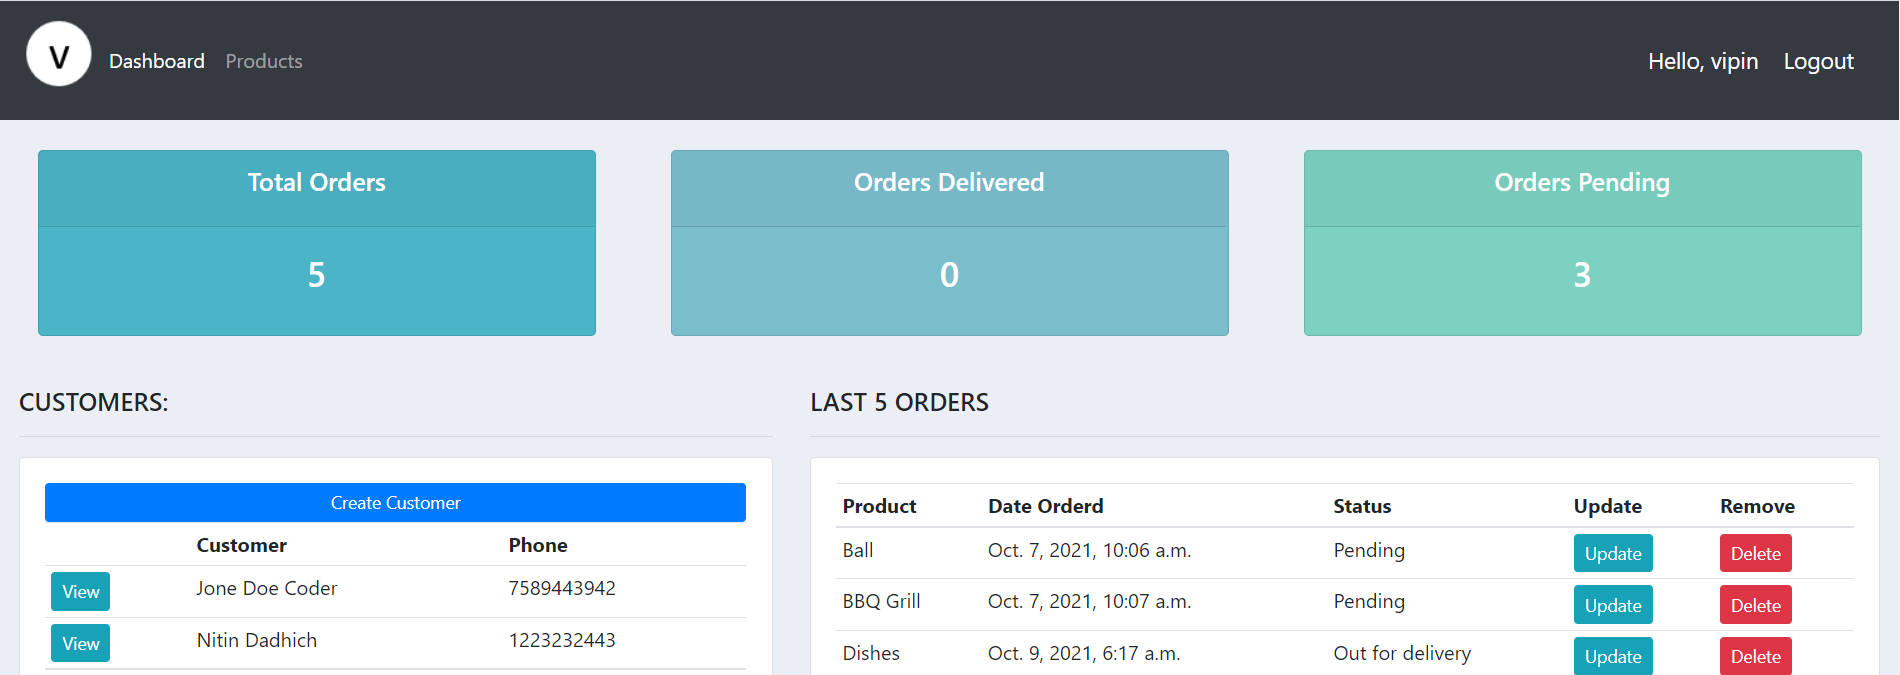 V Dashboard Products Hello, vipin Logout
Total Orders
5
Orders Delivered
0
Orders Pending
3
CUSTOMERS:
Create Customer
Customer Phone
View Jone Doe Coder 7589443942
View Nitin Dadhich 1223232443
LAST 5 ORDERS
Product Date Orderd Status Update Remove
Ball Oct. 7, 2021, 10:06 a.m. Pending Update Delete
BBQ Grill Oct. 7, 2021, 10:07 a.m. Pending Update Delete
Dishes Oct. 9, 2021, 6:17 a.m. Out for delivery Update Delete